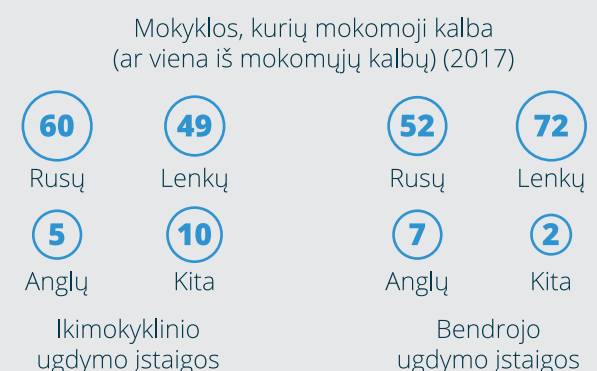 Mokyklos, kurių mokomoji kalba
(ar viena iš mokomųjų kalbų) (2017)
60 49 52 72
Rusų Lenkų Rusų Lenkų
5 10 7 2
Anglų Kita Anglų Kita
Ikimokyklinio Bendrojo
ugdymo įstaigos ugdymo įstaigos